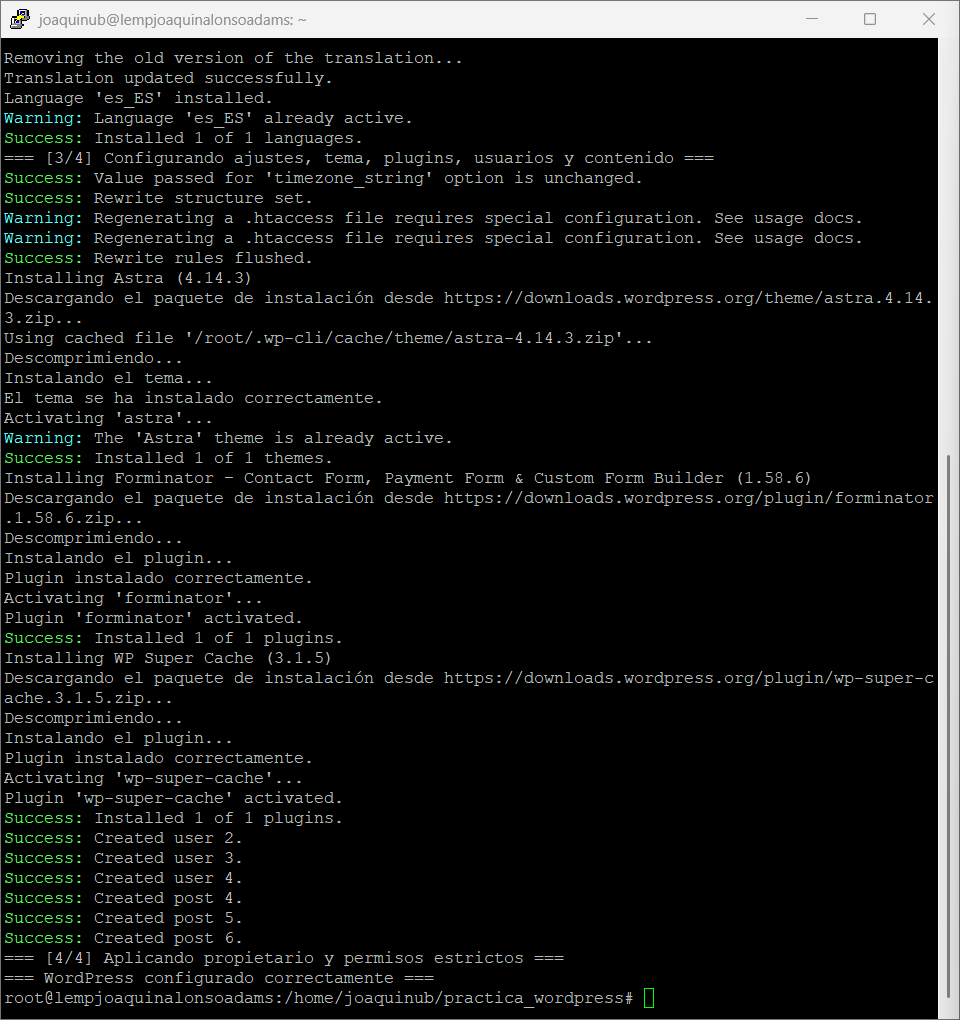 joaquinub@lempjoaquinalonsoadams: ~
Removing the old version of the translation...
Translation updated successfully.
Language 'es_ES' installed.
Warning: Language 'es_ES' already active.
Success: Installed 1 of 1 languages.
=== [3/4] Configurando ajustes, tema, plugins, usuarios y contenido ===
Success: Value passed for 'timezone_string' option is unchanged.
Success: Rewrite structure set.
Warning: Regenerating a .htaccess file requires special configuration. See usage docs.
Warning: Regenerating a .htaccess file requires special configuration. See usage docs.
Success: Rewrite rules flushed.
Installing Astra (4.14.3)
Descargando el paquete de instalación desde https://downloads.wordpress.org/theme/astra.4.14.
3.zip...
Using cached file '/root/.wp-cli/cache/theme/astra-4.14.3.zip'...
Descomprimiendo...
Instalando el tema...
El tema se ha instalado correctamente.
Activating 'astra'...
Warning: The 'Astra' theme is already active.
Success: Installed 1 of 1 themes.
Installing Forminator – Contact Form, Payment Form & Custom Form Builder (1.58.6)
Descargando el paquete de instalación desde https://downloads.wordpress.org/plugin/forminator
.1.58.6.zip...
Descomprimiendo...
Instalando el plugin...
Plugin instalado correctamente.
Activating 'forminator'...
Plugin 'forminator' activated.
Success: Installed 1 of 1 plugins.
Installing WP Super Cache (3.1.5)
Descargando el paquete de instalación desde https://downloads.wordpress.org/plugin/wp-super-c
ache.3.1.5.zip...
Descomprimiendo...
Instalando el plugin...
Plugin instalado correctamente.
Activating 'wp-super-cache'...
Plugin 'wp-super-cache' activated.
Success: Installed 1 of 1 plugins.
Success: Created user 2.
Success: Created user 3.
Success: Created user 4.
Success: Created post 4.
Success: Created post 5.
Success: Created post 6.
=== [4/4] Aplicando propietario y permisos estrictos ===
=== WordPress configurado correctamente ===
root@lempjoaquinalonsoadams:/home/joaquinub/practica_wordpress#